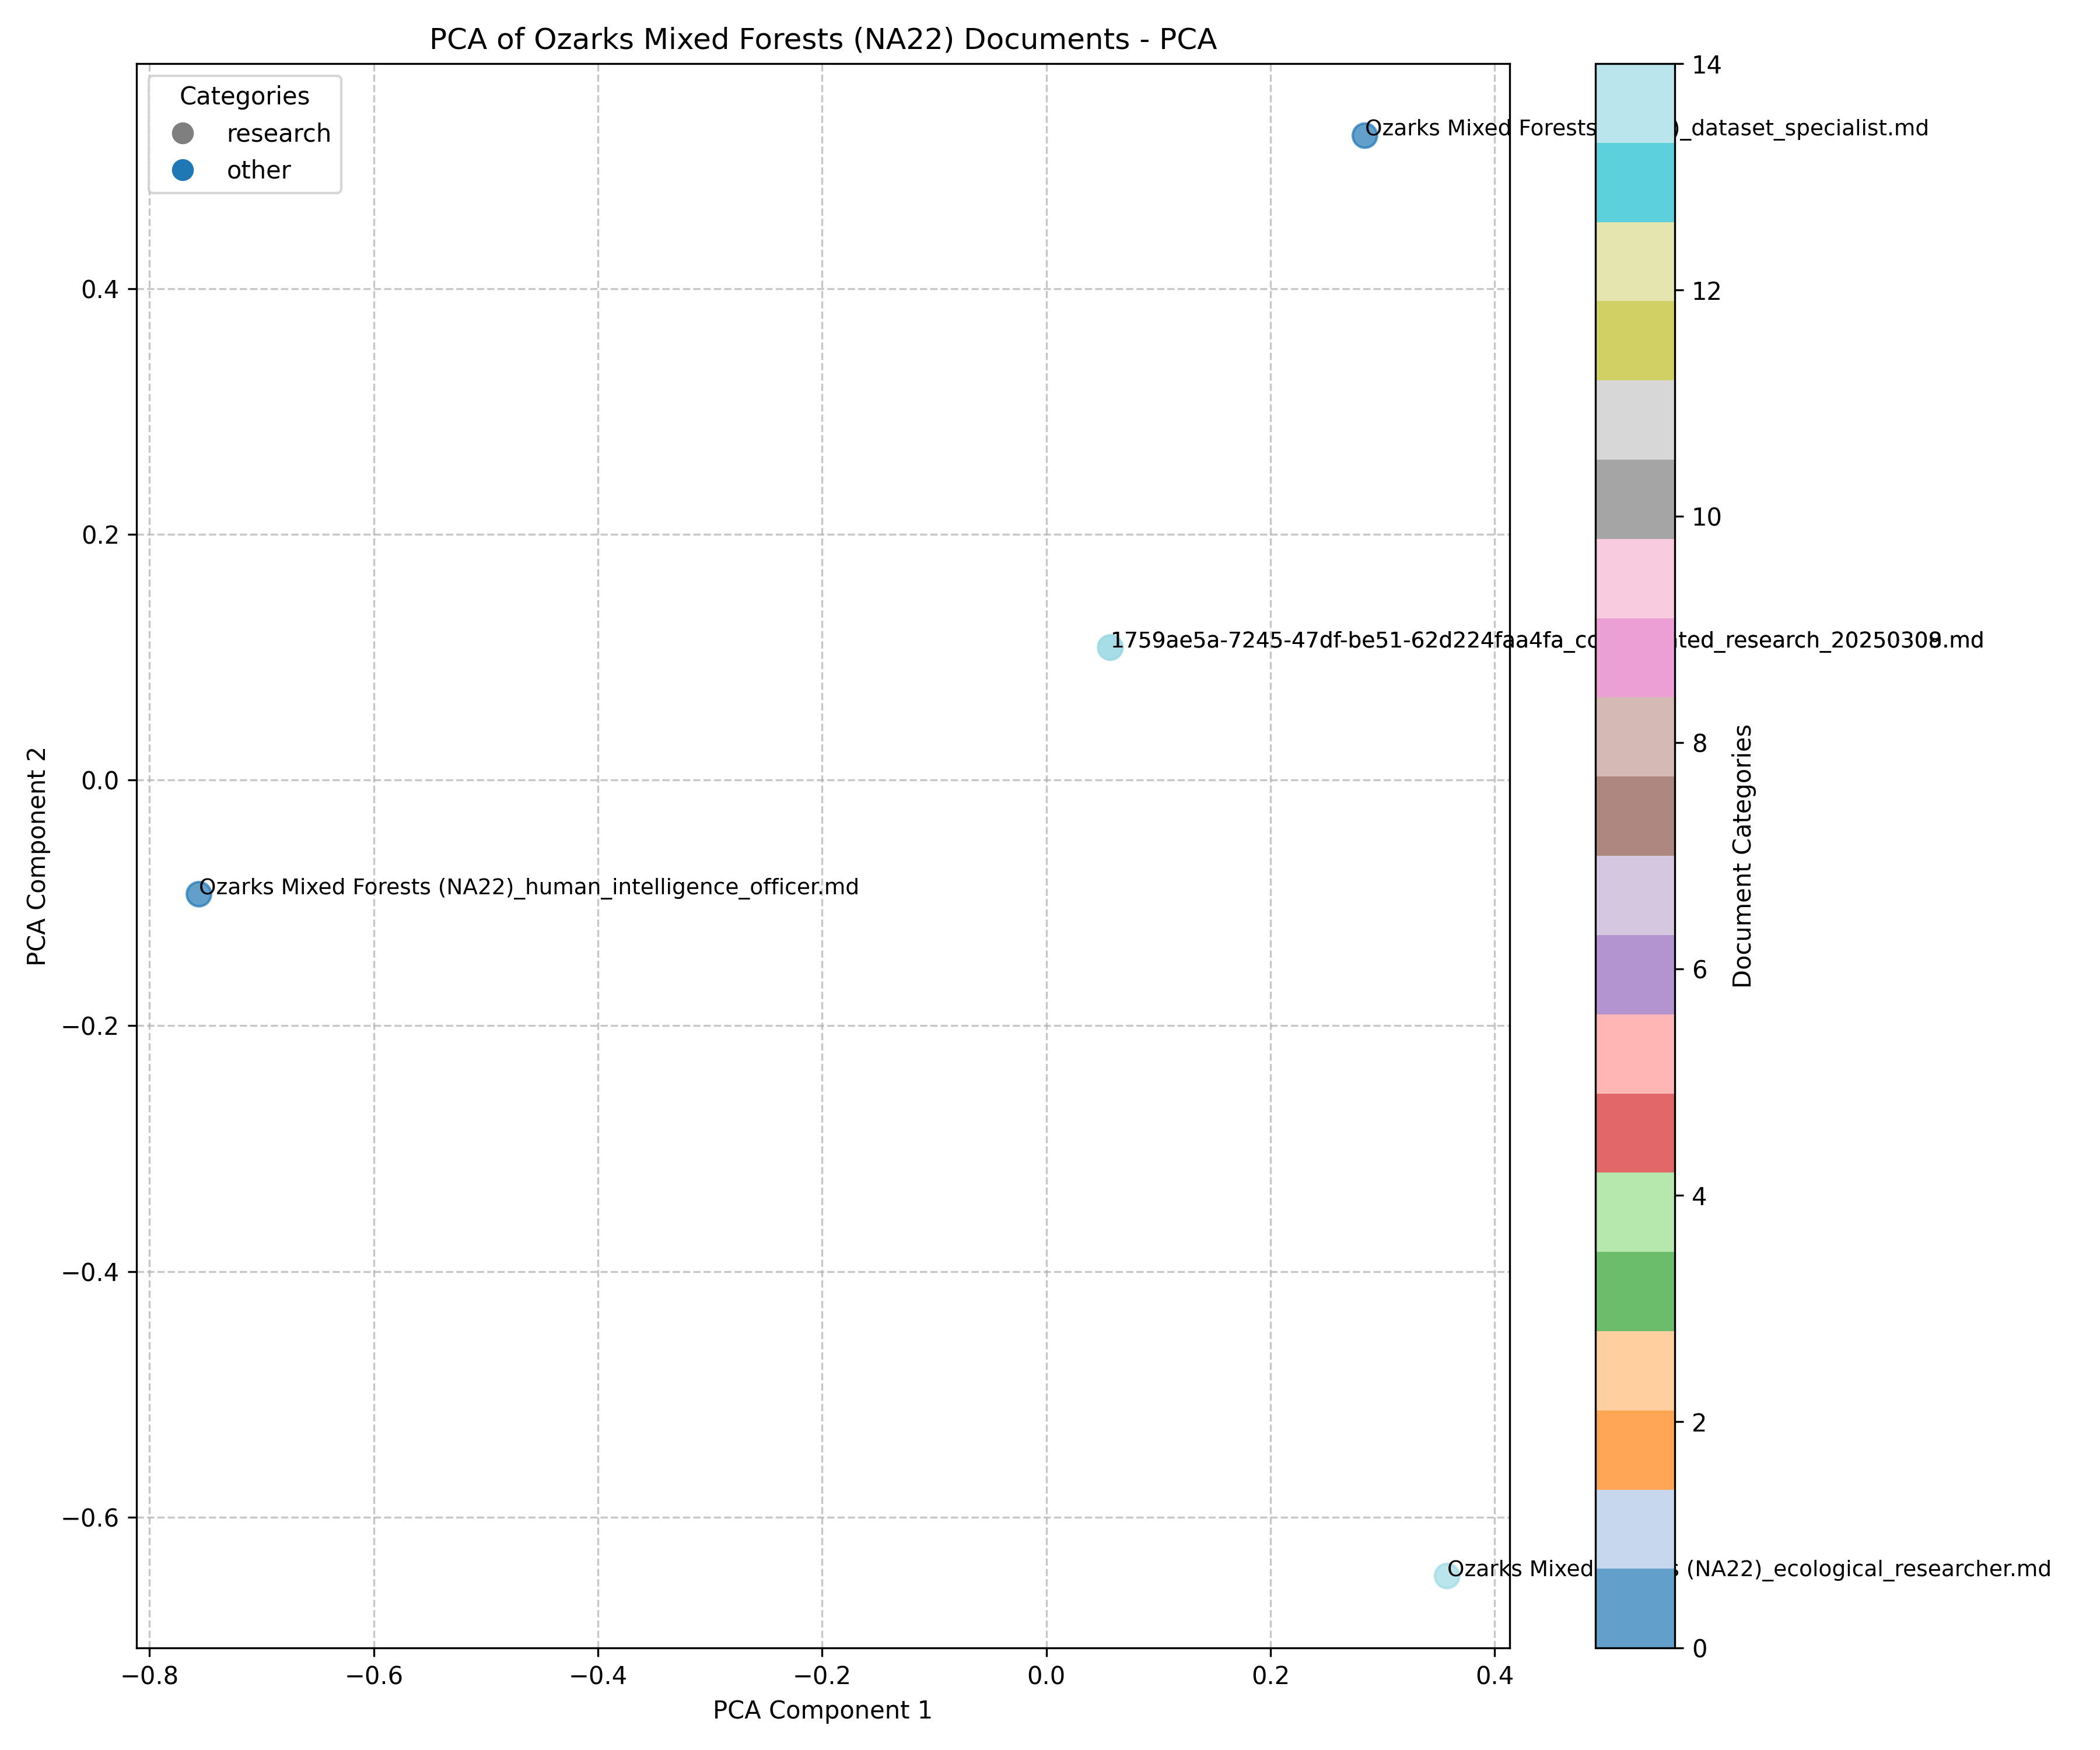 PCA of Ozarks Mixed Forests (NA22) Documents - PCA
Categories
research
other
Ozarks Mixed Forests )_dataset_specialist.md
1759ae5a-7245-47df-be51-62d224faa4fa_co ted_research_20250309.md
Ozarks Mixed Forests (NA22)_human_intelligence_officer.md
Ozarks Mixed (NA22)_ecological_researcher.md
0.4
0.2
0.0
−0.2
−0.4
−0.6
PCA Component 2
−0.8
−0.6
−0.4
−0.2
0.0
0.2
0.4
PCA Component 1
14
12
10
8
6
4
2
0
Document Categories